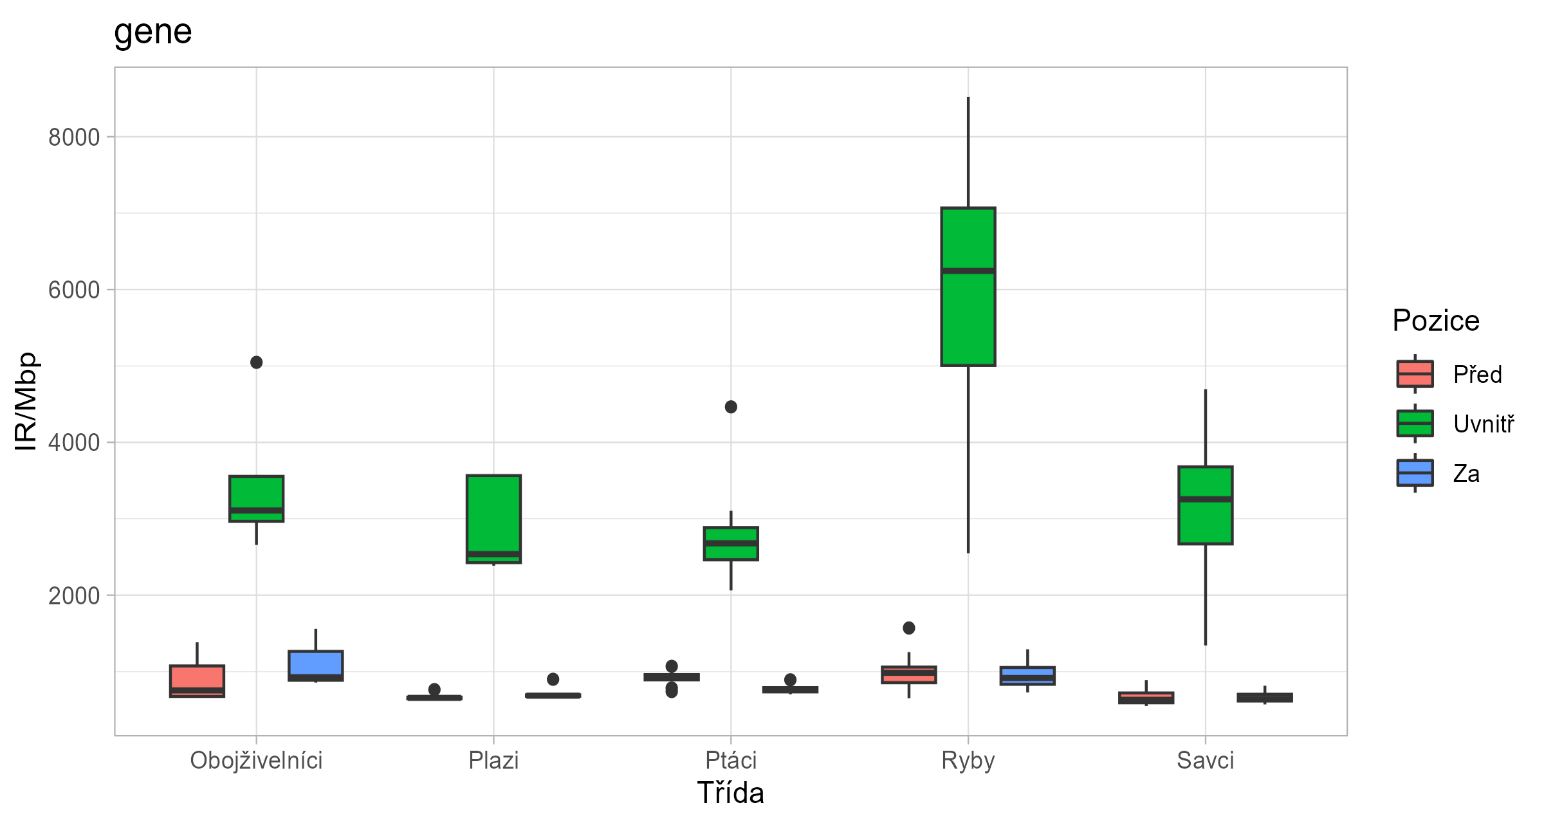 gene
IR/Mbp
8000
6000
4000
2000
Obojživelníci
Plazi
Ptáci
Ryby
Savci
Třída
Pozice
Před
Uvnitř
Za